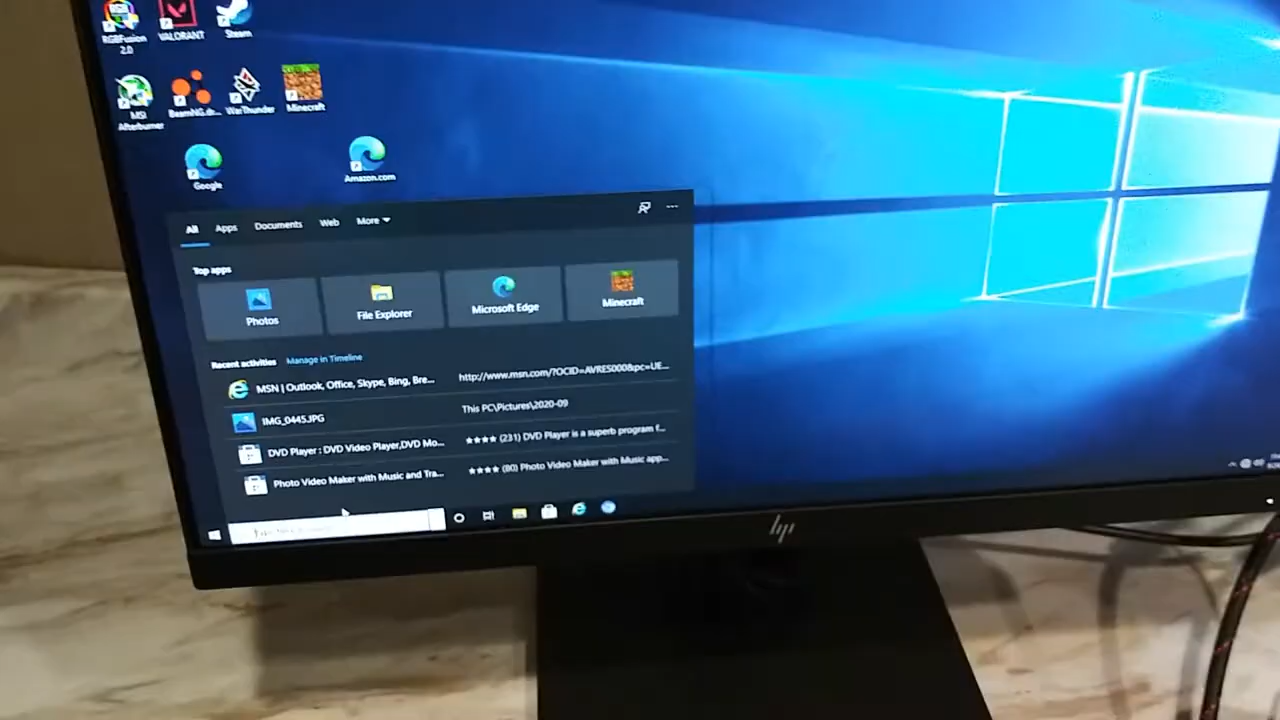 RGBFusion
2.0
VALORANT
Steam
MSI
Afterburner
BeamNG.dr...
WarThunder
Minecraft
Google
Amazon.com
All Apps Documents Web More
Top apps
Photos
File Explorer
Microsoft Edge
Minecraft
Recent activities Manage in Timeline
MSN | Outlook, Office, Skype, Bing, Bre... http://www.msn.com/?OCID=AVRES000&pc=UE...
IMG_0445.JPG This PC\Pictures\2020-09
DVD Player : DVD Video Player,DVD Mo... ★★★★ (231) DVD Player is a superb program f...
Photo Video Maker with Music and Tra... ★★★★ (80) Photo Video Maker with Music app...
hp